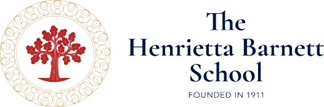 The
Henrietta Barnett
School
FOUNDED IN 1911